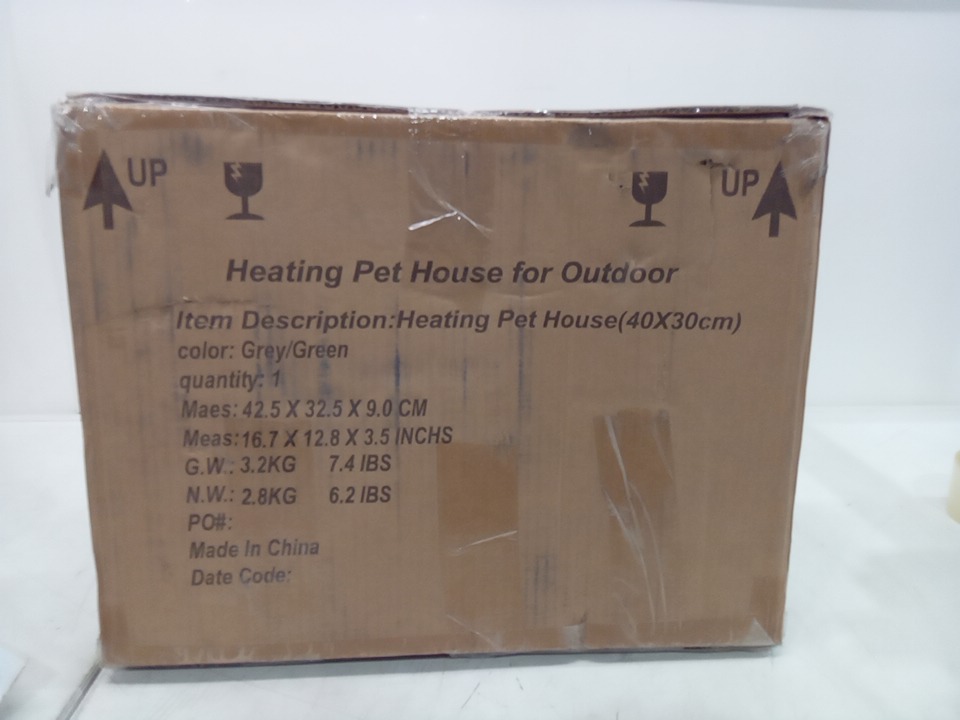 UP UP
Heating Pet House for Outdoor
Item Description:Heating Pet House(40X30cm)
color: Grey/Green
quantity: 1
Maes: 42.5 X 32.5 X 9.0 CM
Meas:16.7 X 12.8 X 3.5 INCHS
G.W.: 3.2KG 7.4 IBS
N.W.: 2.8KG 6.2 IBS
PO#:
Made In China
Date Code: